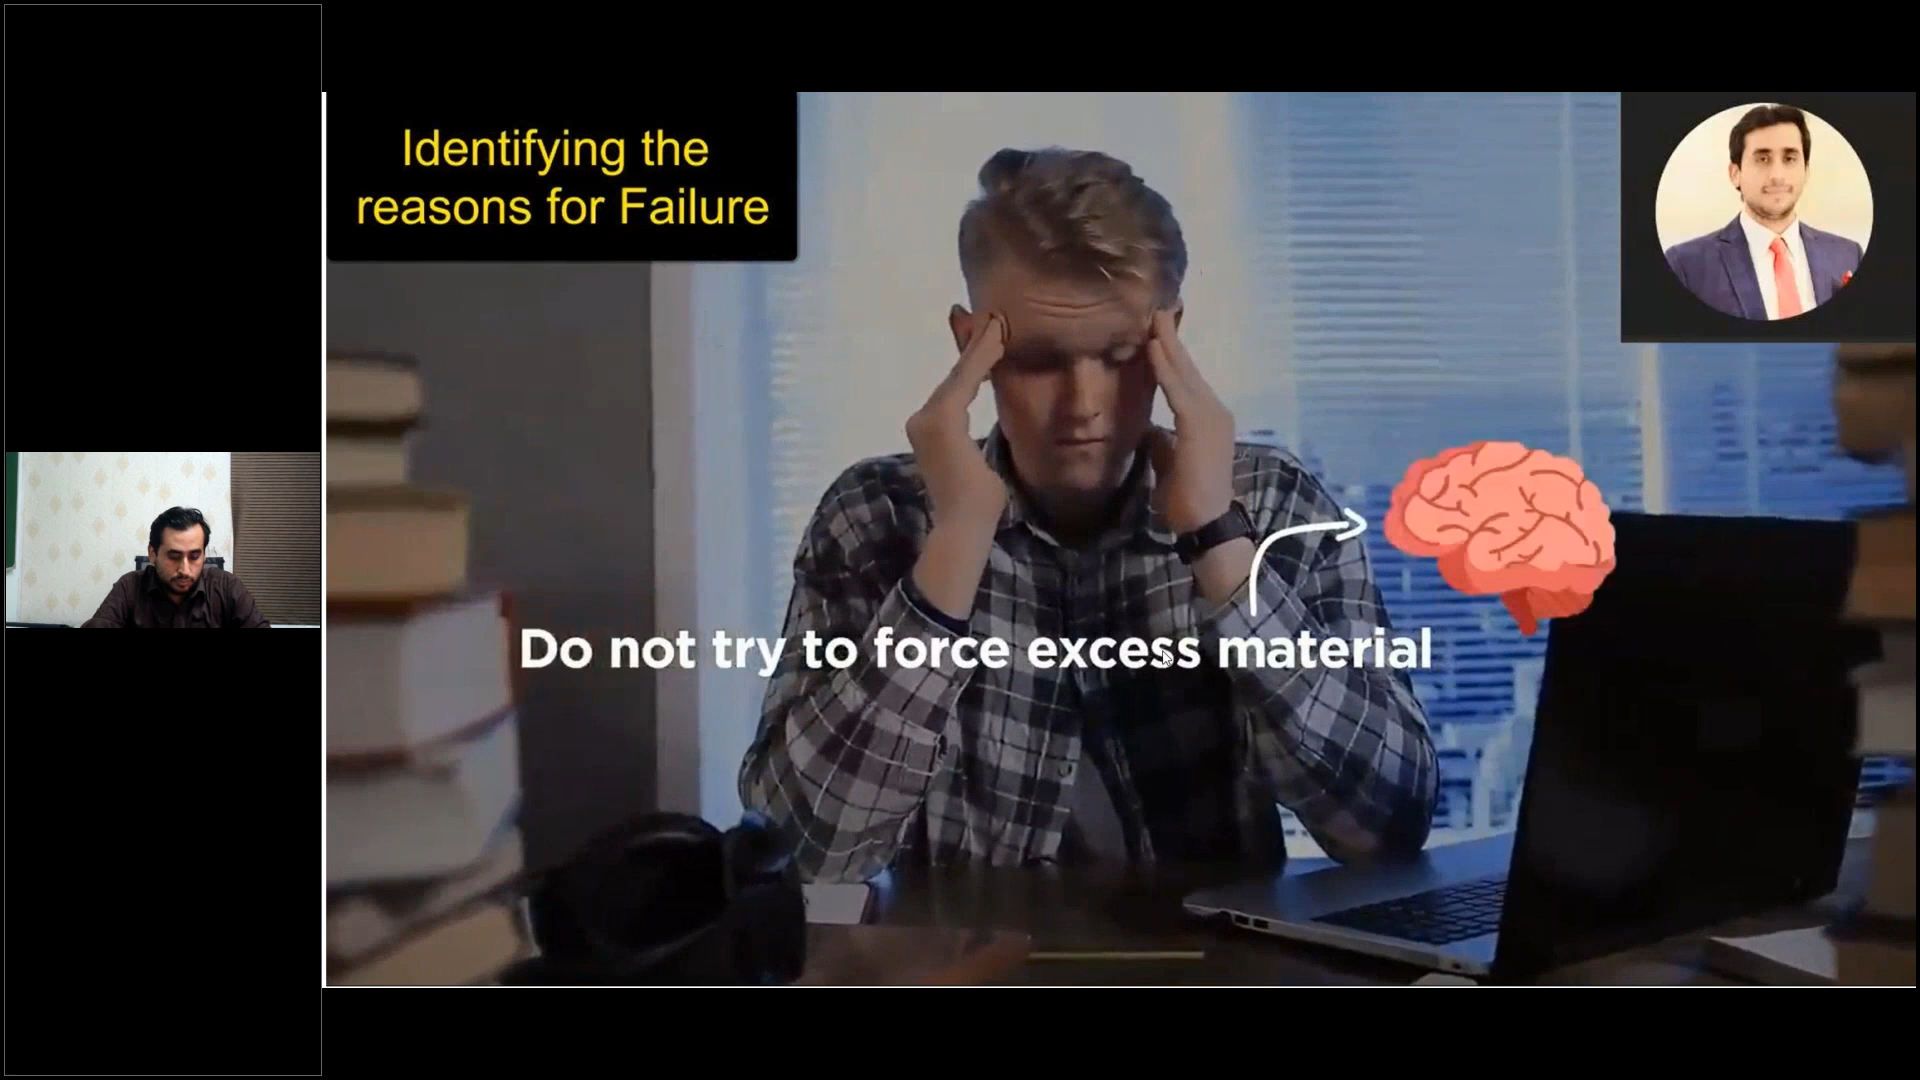 Identifying the
reasons for Failure
Do not try to force excess material